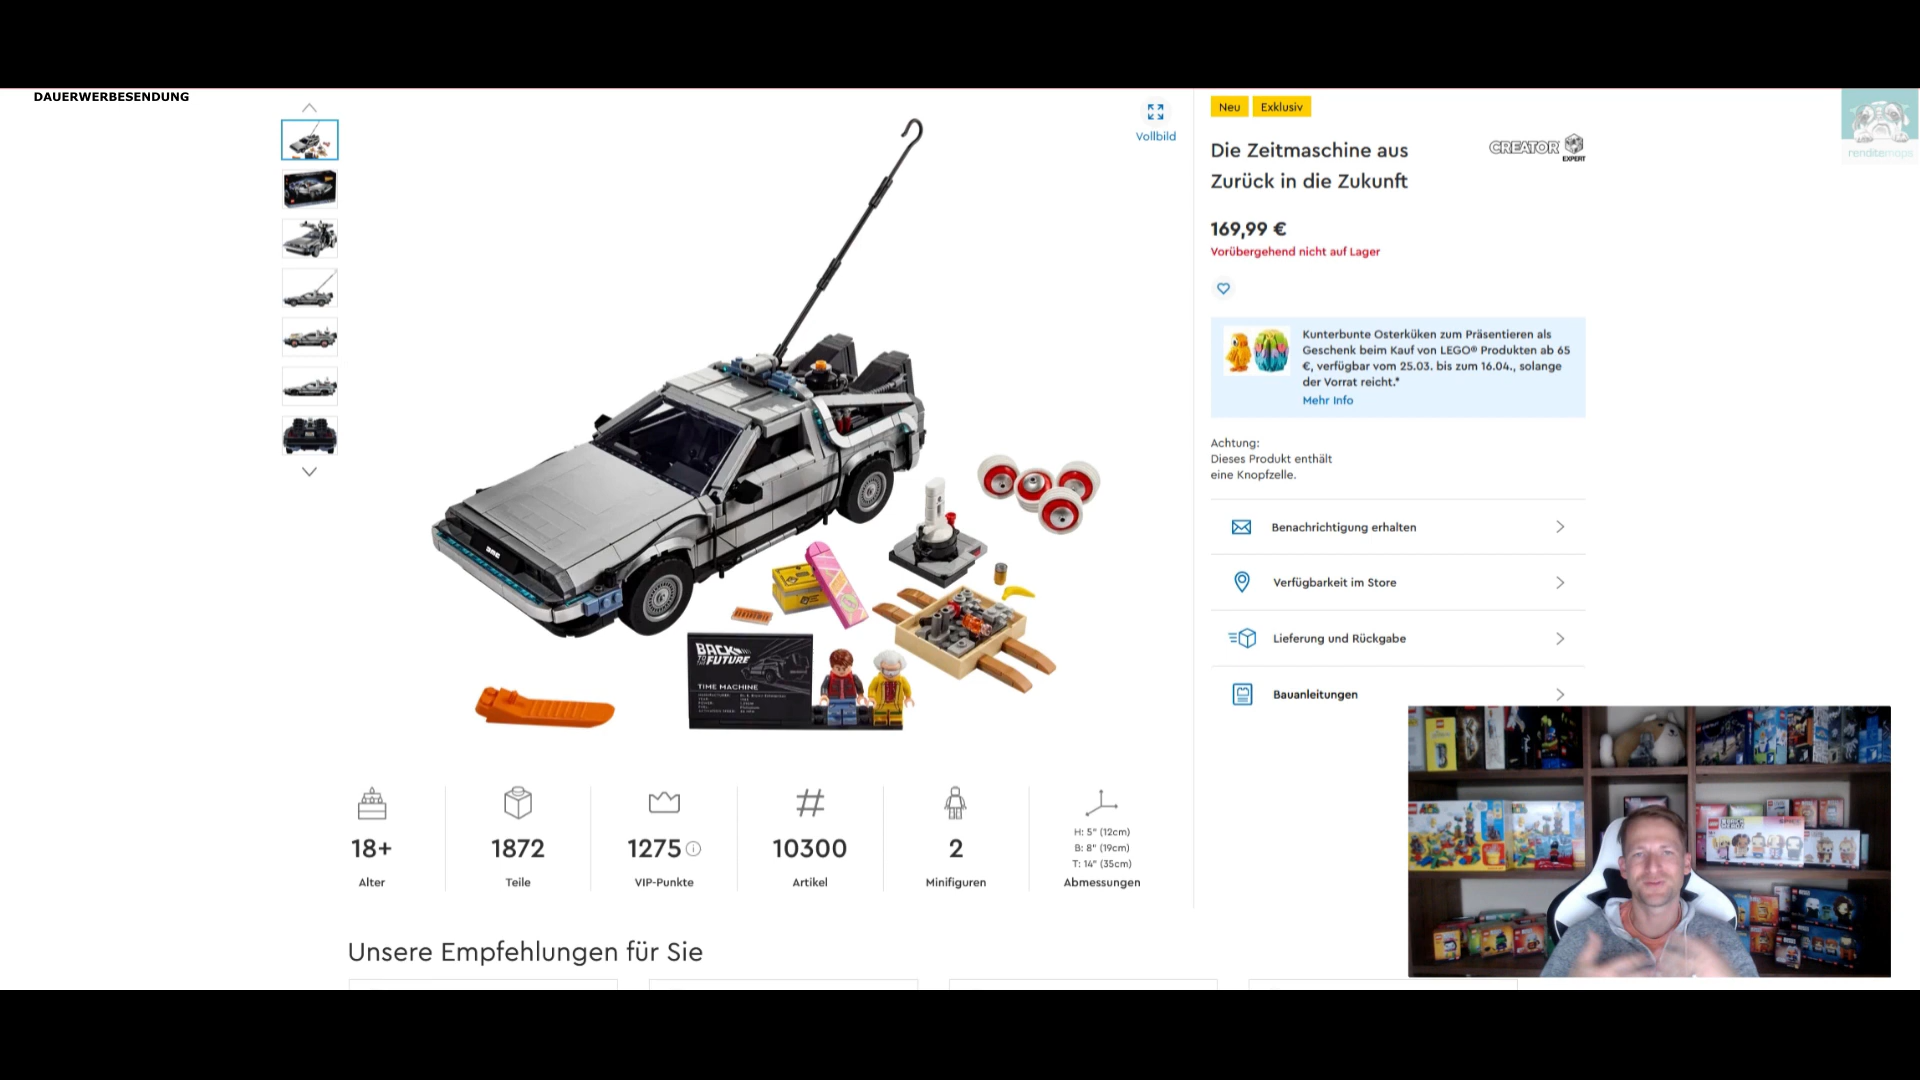 DAUERWERBESENDUNG
Vollbild
Neu
Exklusiv
Die Zeitmaschine aus
Zurück in die Zukunft
CREATOR
EXPERT
renditemops
169,99 €
Vorübergehend nicht auf Lager
Kunterbunte Osterküken zum Präsentieren als
Geschenk beim Kauf von LEGO® Produkten ab 65
€, verfügbar vom 25.03. bis zum 16.04., solange
der Vorrat reicht.*
Mehr Info
Achtung:
Dieses Produkt enthält
eine Knopfzelle.
Benachrichtigung erhalten
Verfügbarkeit im Store
Lieferung und Rückgabe
Bauanleitungen
BACK
TO THE
FUTURE
TIME MACHINE
18+
Alter
1872
Teile
1275
VIP-Punkte
10300
Artikel
2
Minifiguren
H: 5" (12cm)
B: 8" (19cm)
T: 14" (35cm)
Abmessungen
Unsere Empfehlungen für Sie